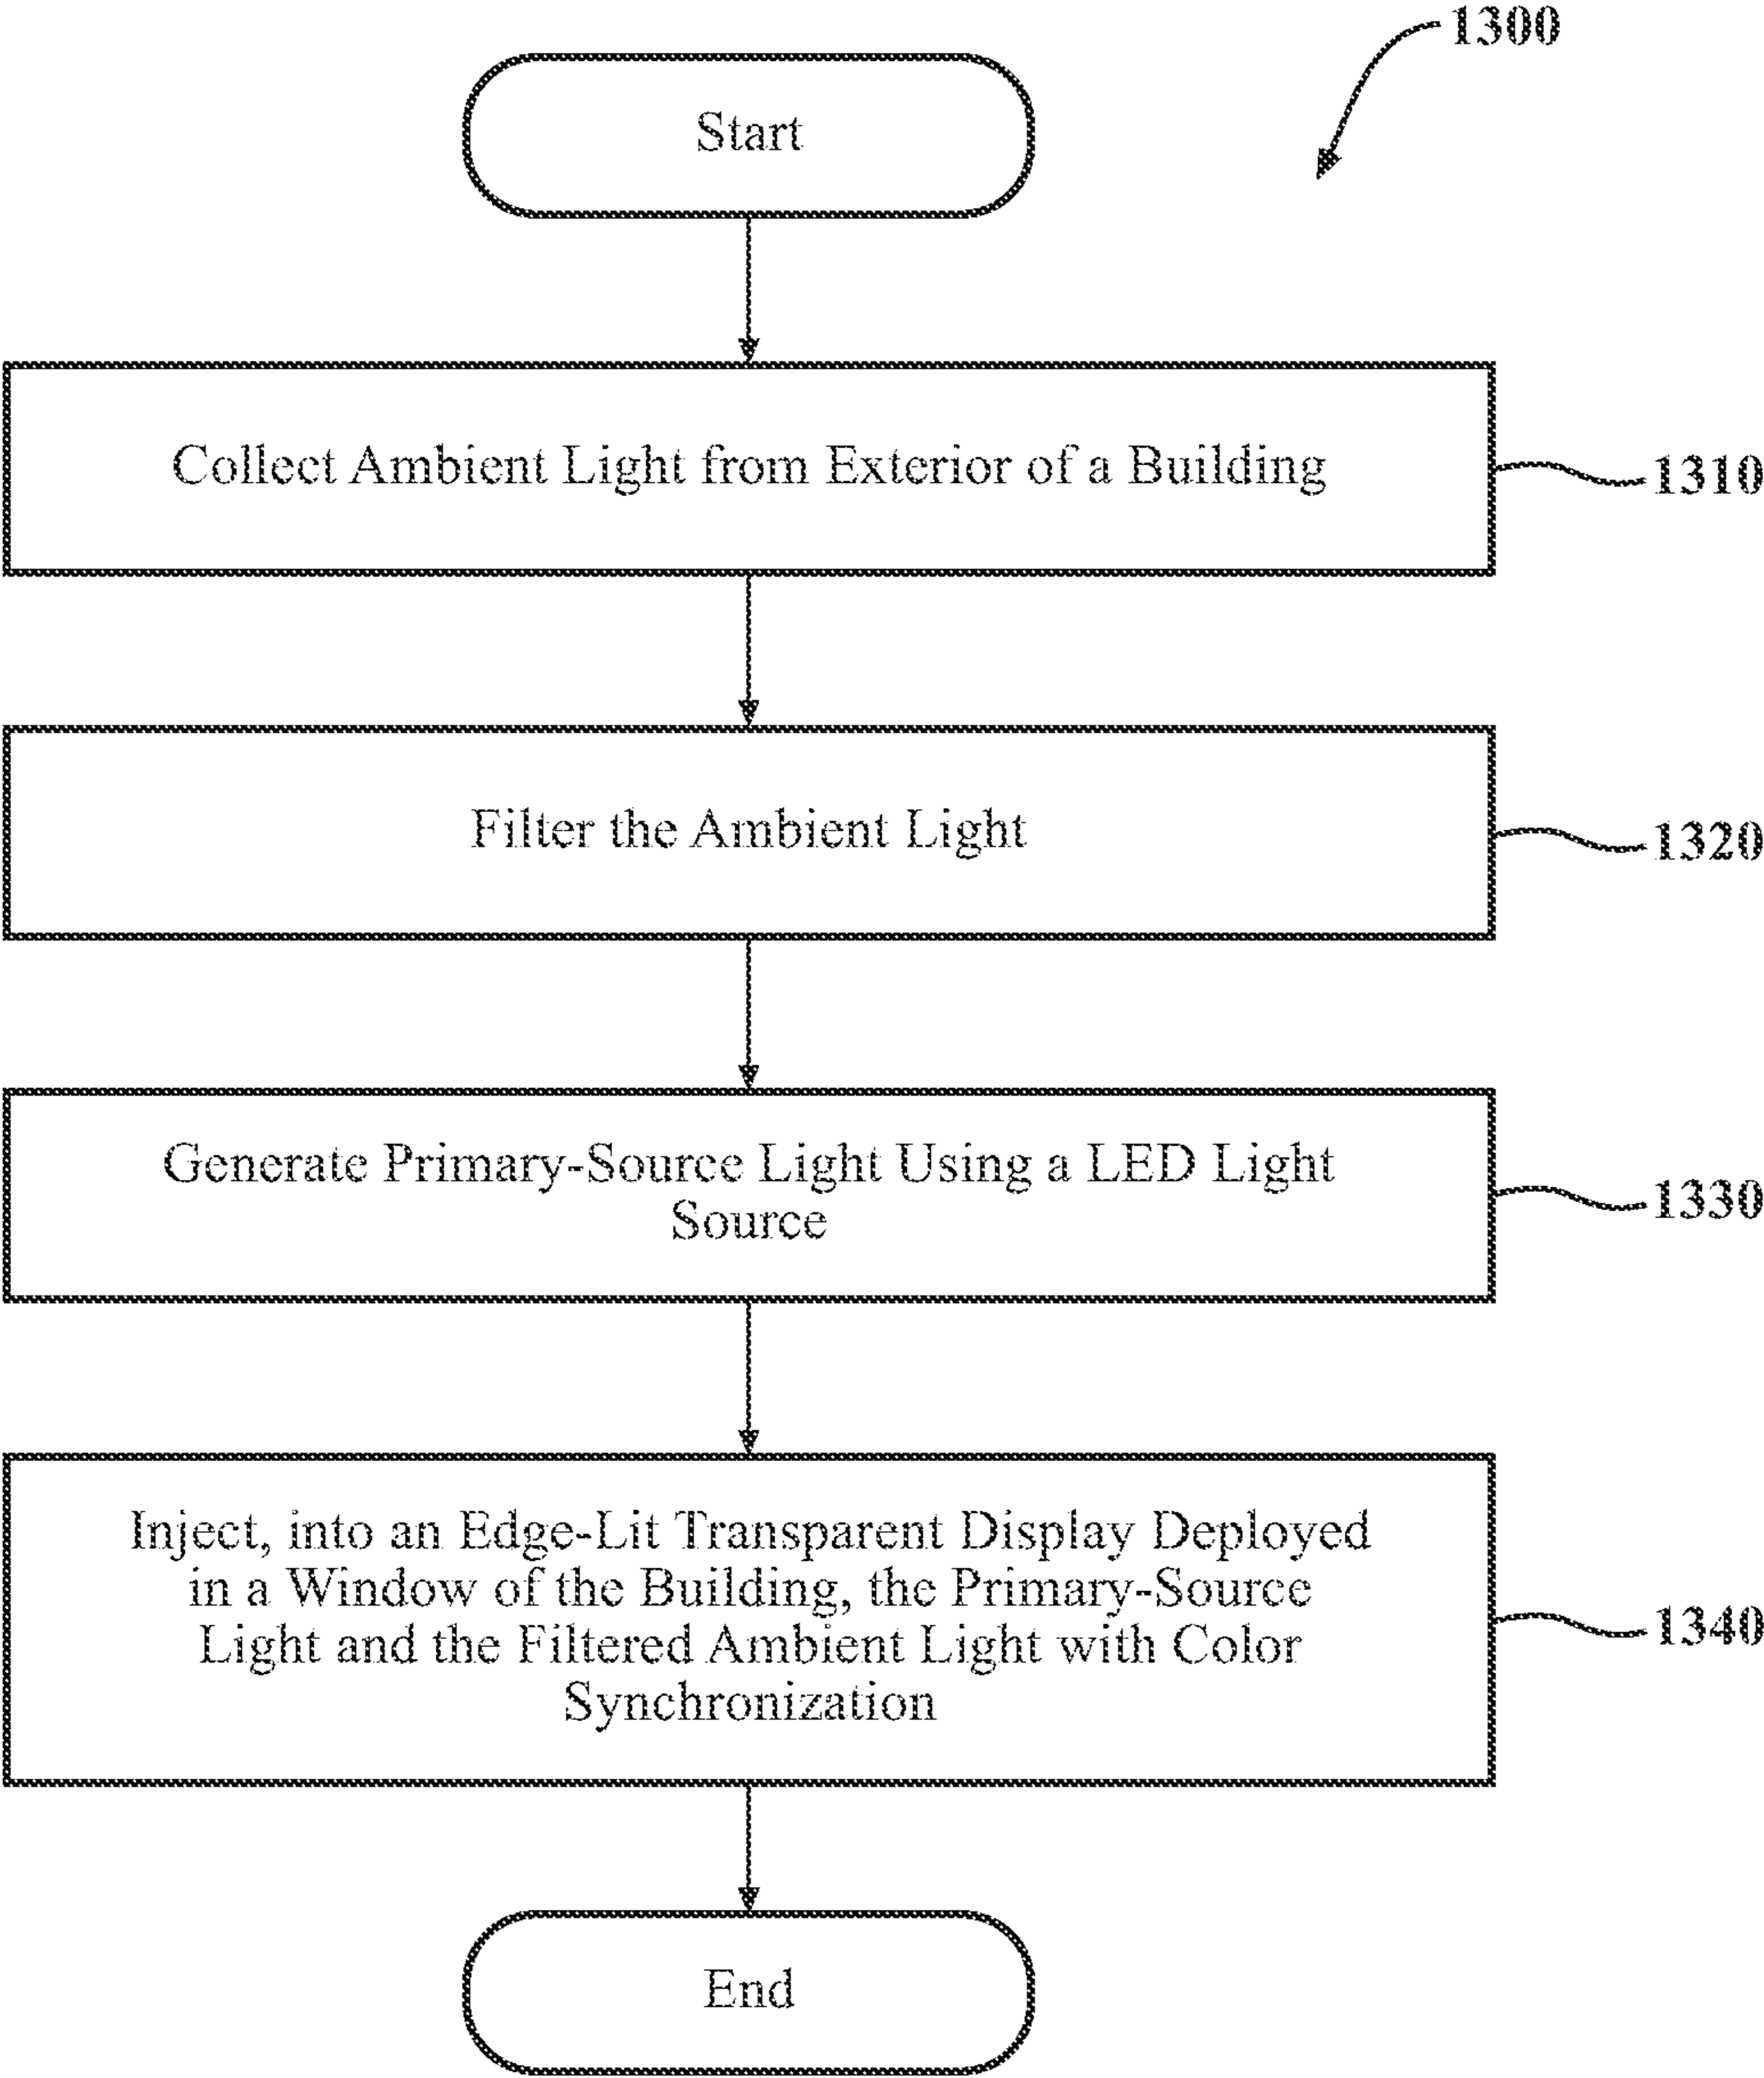 1300
Start
Collect Ambient Light from Exterior of a Building
1310
Filter the Ambient Light
1320
Generate Primary-Source Light Using a LED Light
Source
1330
Inject, into an Edge-Lit Transparent Display Deployed
in a Window of the Building, the Primary-Source
Light and the Filtered Ambient Light with Color
Synchronization
1340
End